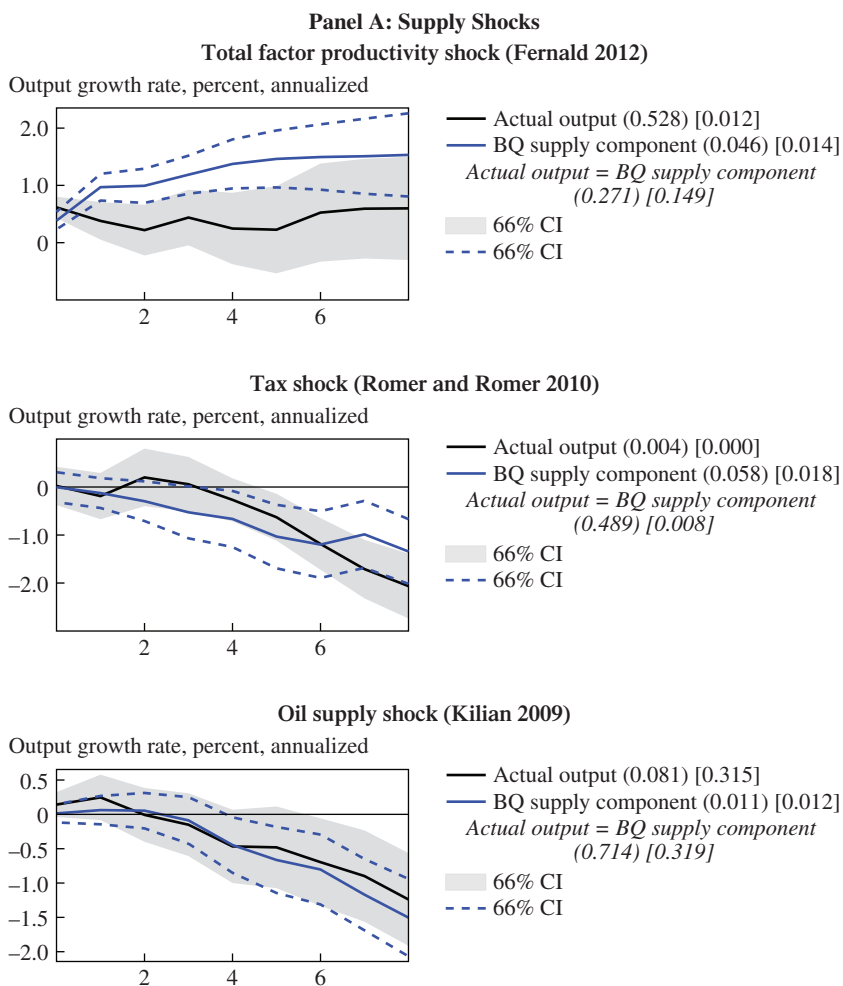 Panel A: Supply Shocks
Total factor productivity shock (Fernald 2012)
Output growth rate, percent, annualized
2.0
1.0
0
2 4 6
Actual output (0.528) [0.012]
BQ supply component (0.046) [0.014]
Actual output = BQ supply component
(0.271) [0.149]
66% CI
66% CI
Tax shock (Romer and Romer 2010)
Output growth rate, percent, annualized
0
–1.0
–2.0
2 4 6
Actual output (0.004) [0.000]
BQ supply component (0.058) [0.018]
Actual output = BQ supply component
(0.489) [0.008]
66% CI
66% CI
Oil supply shock (Kilian 2009)
Output growth rate, percent, annualized
0.5
0
–0.5
–1.0
–1.5
–2.0
2 4 6
Actual output (0.081) [0.315]
BQ supply component (0.011) [0.012]
Actual output = BQ supply component
(0.714) [0.319]
66% CI
66% CI